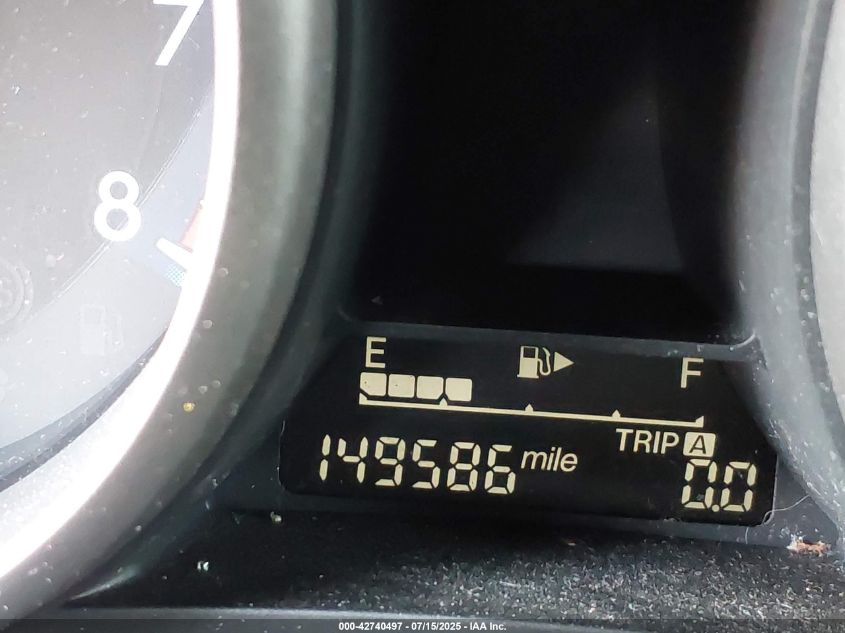 7
8
E F
TRIP A
149586 mile 0.0
000-42740497 - 07/15/2025 - IAA Inc.